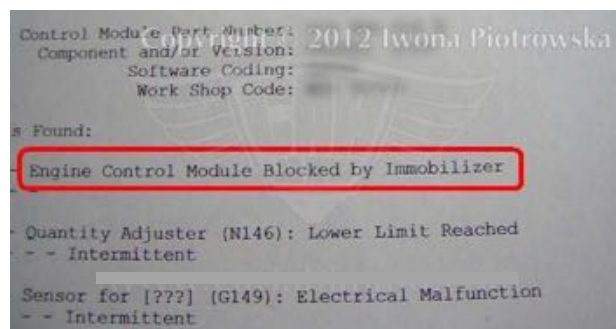 Control Module Part Number:
Copyright © 2012 Iwona Piotrowska
Component and/or Version:
Software Coding:
Work Shop Code:
s Found:
- Engine Control Module Blocked by Immobilizer
- Quantity Adjuster (N146): Lower Limit Reached
- - - Intermittent
Sensor for [???] (G149): Electrical Malfunction
- - Intermittent